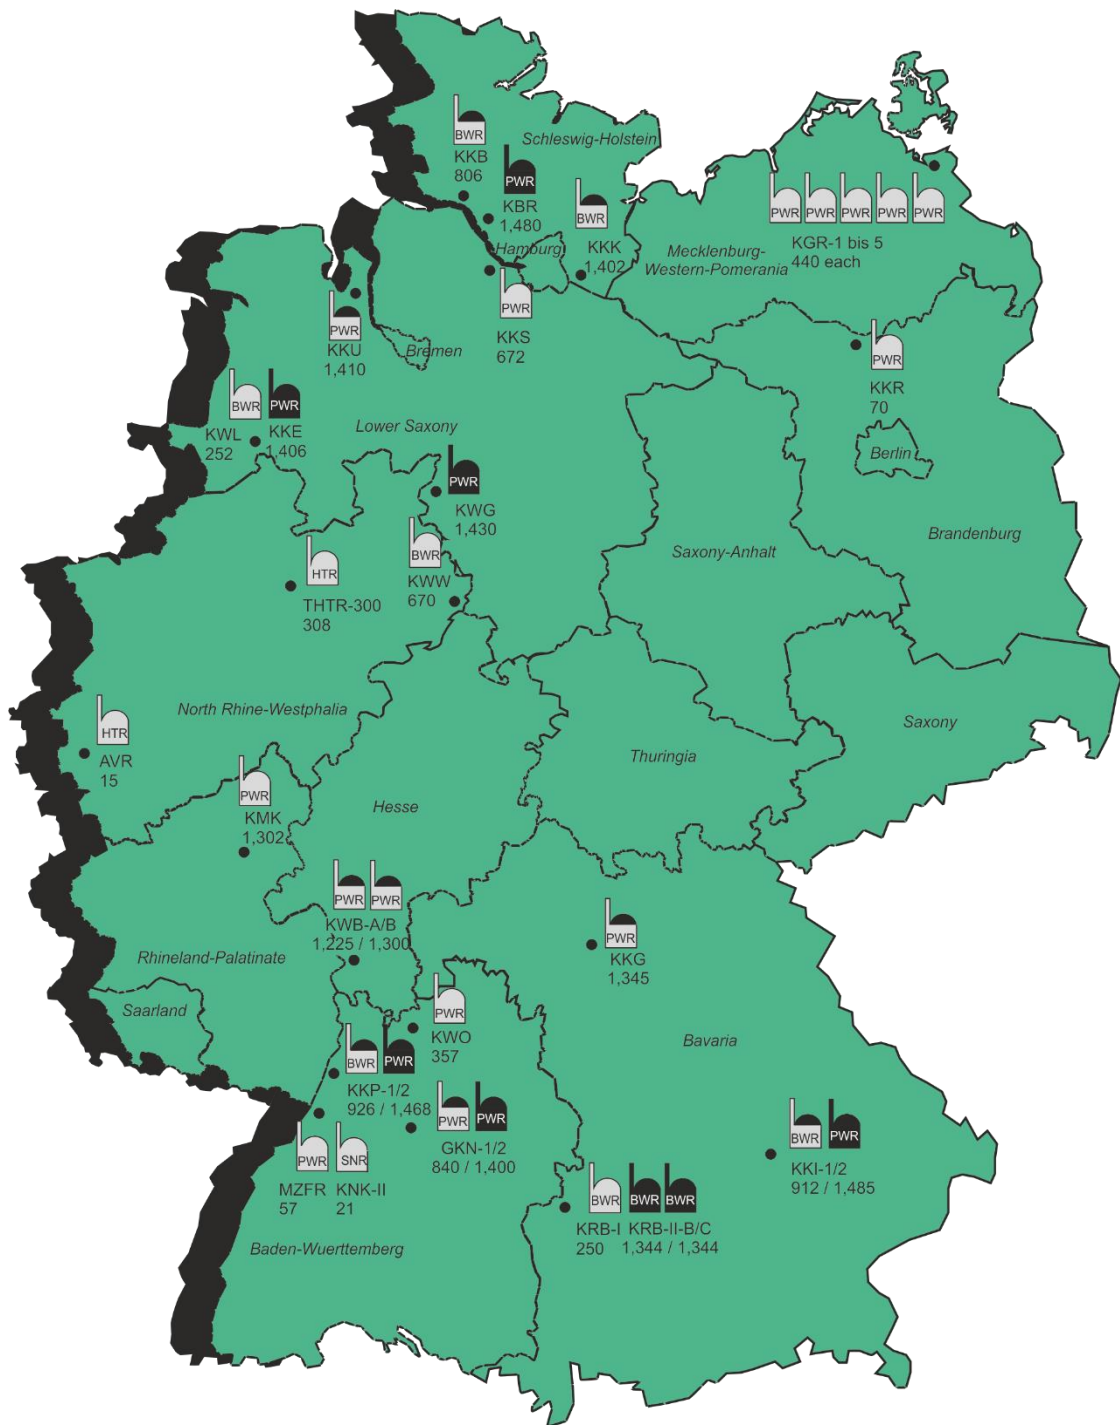 BWR
KKB
806
Schleswig-Holstein
PWR
KBR
1,480
BWR
KKK
1,402
Hamburg
PWR PWR PWR PWR PWR
KGR-1 bis 5
440 each
Mecklenburg-
Western-Pomerania
PWR
KKS
672
PWR
KKU
1,410
Bremen
PWR
KKR
70
BWR PWR
KWL KKE
252 1,406
Lower Saxony
Berlin
PWR
KWG
1,430
Brandenburg
BWR
KWW
670
Saxony-Anhalt
HTR
THTR-300
308
North Rhine-Westphalia
HTR
AVR
15
Saxony
Thuringia
PWR
KMK
1,302
Hesse
PWR PWR
KWB-A/B
1,225 / 1,300
PWR
KKG
1,345
Rhineland-Palatinate
Saarland
PWR
KWO
357
Bavaria
BWR PWR
KKP-1/2
926 / 1,468
PWR PWR
GKN-1/2
840 / 1,400
BWR PWR
KKI-1/2
912 / 1,485
PWR SNR
MZFR KNK-II
57 21
BWR BWR BWR
KRB-I KRB-II-B/C
250 1,344 / 1,344
Baden-Wuerttemberg